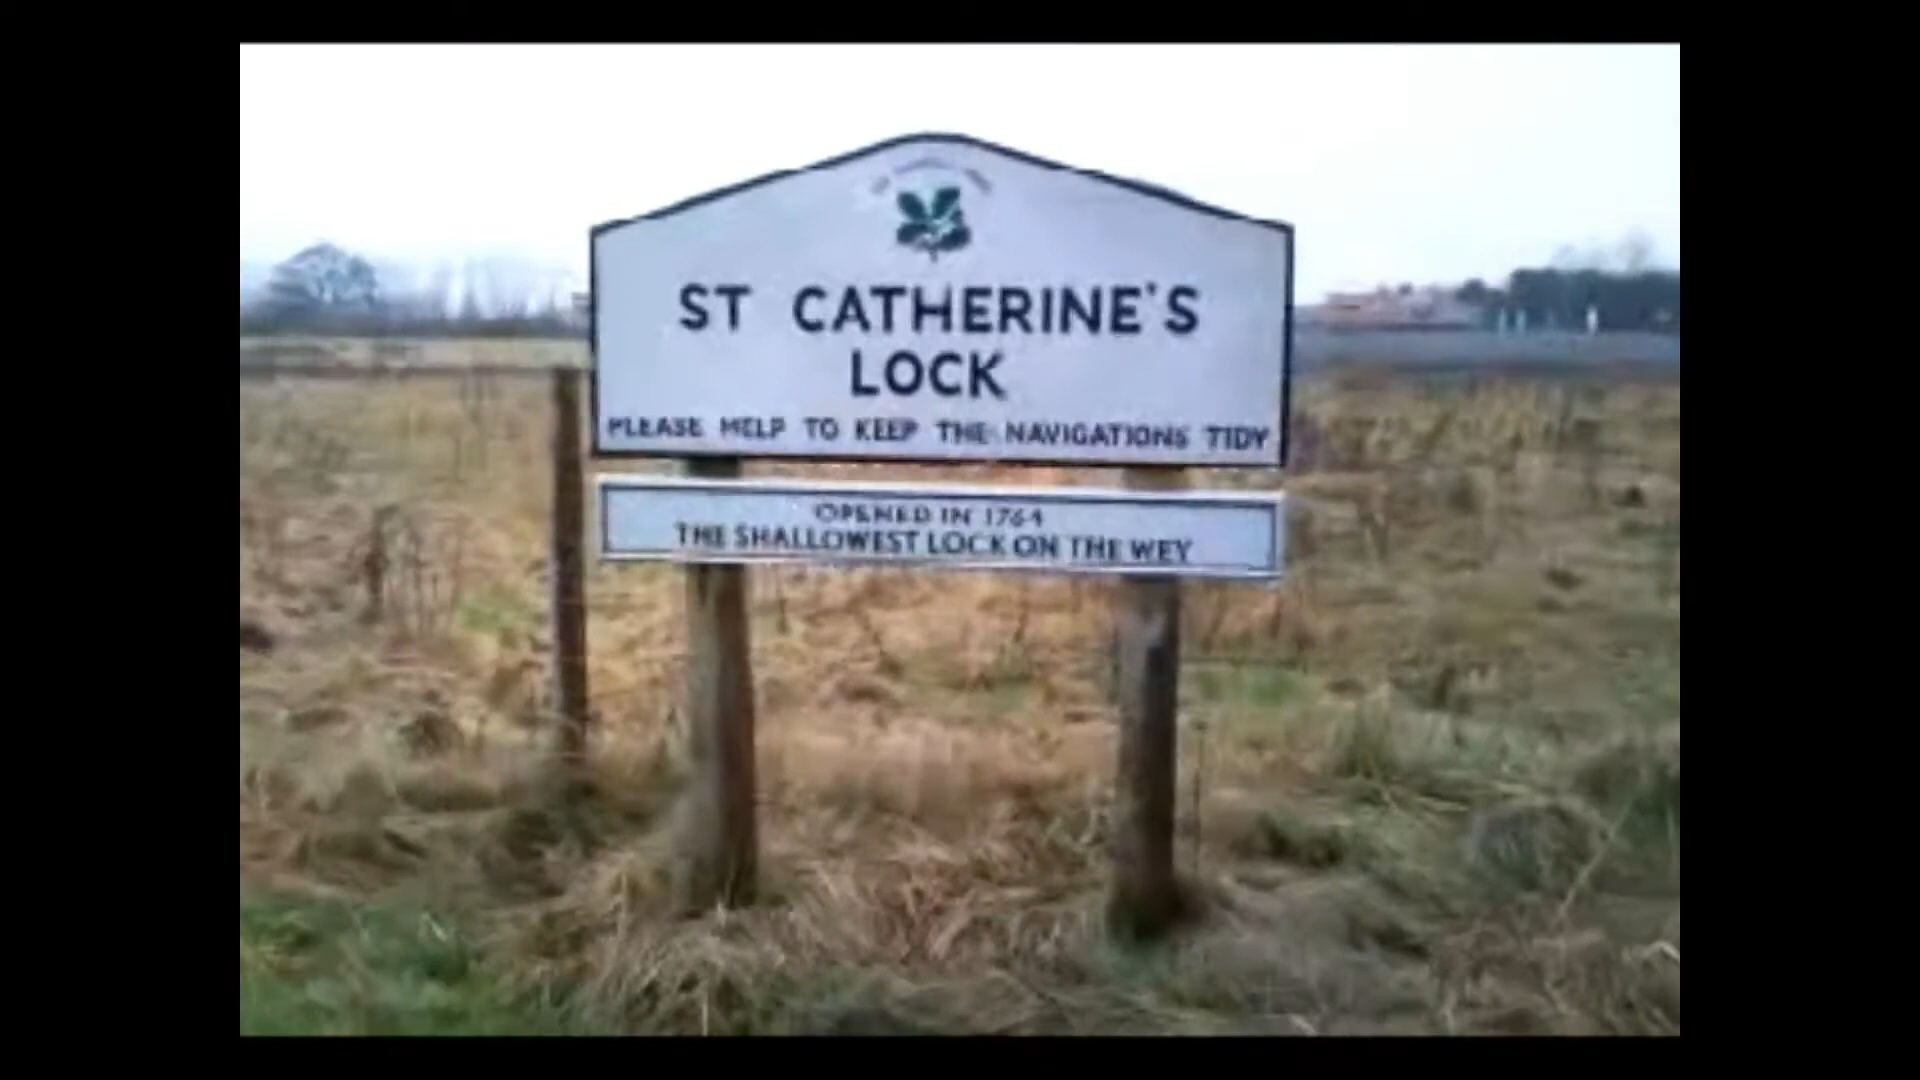 ST CATHERINE'S
LOCK
PLEASE HELP TO KEEP THE NAVIGATIONS TIDY
OPENED IN 1764
THE SHALLOWEST LOCK ON THE WEY